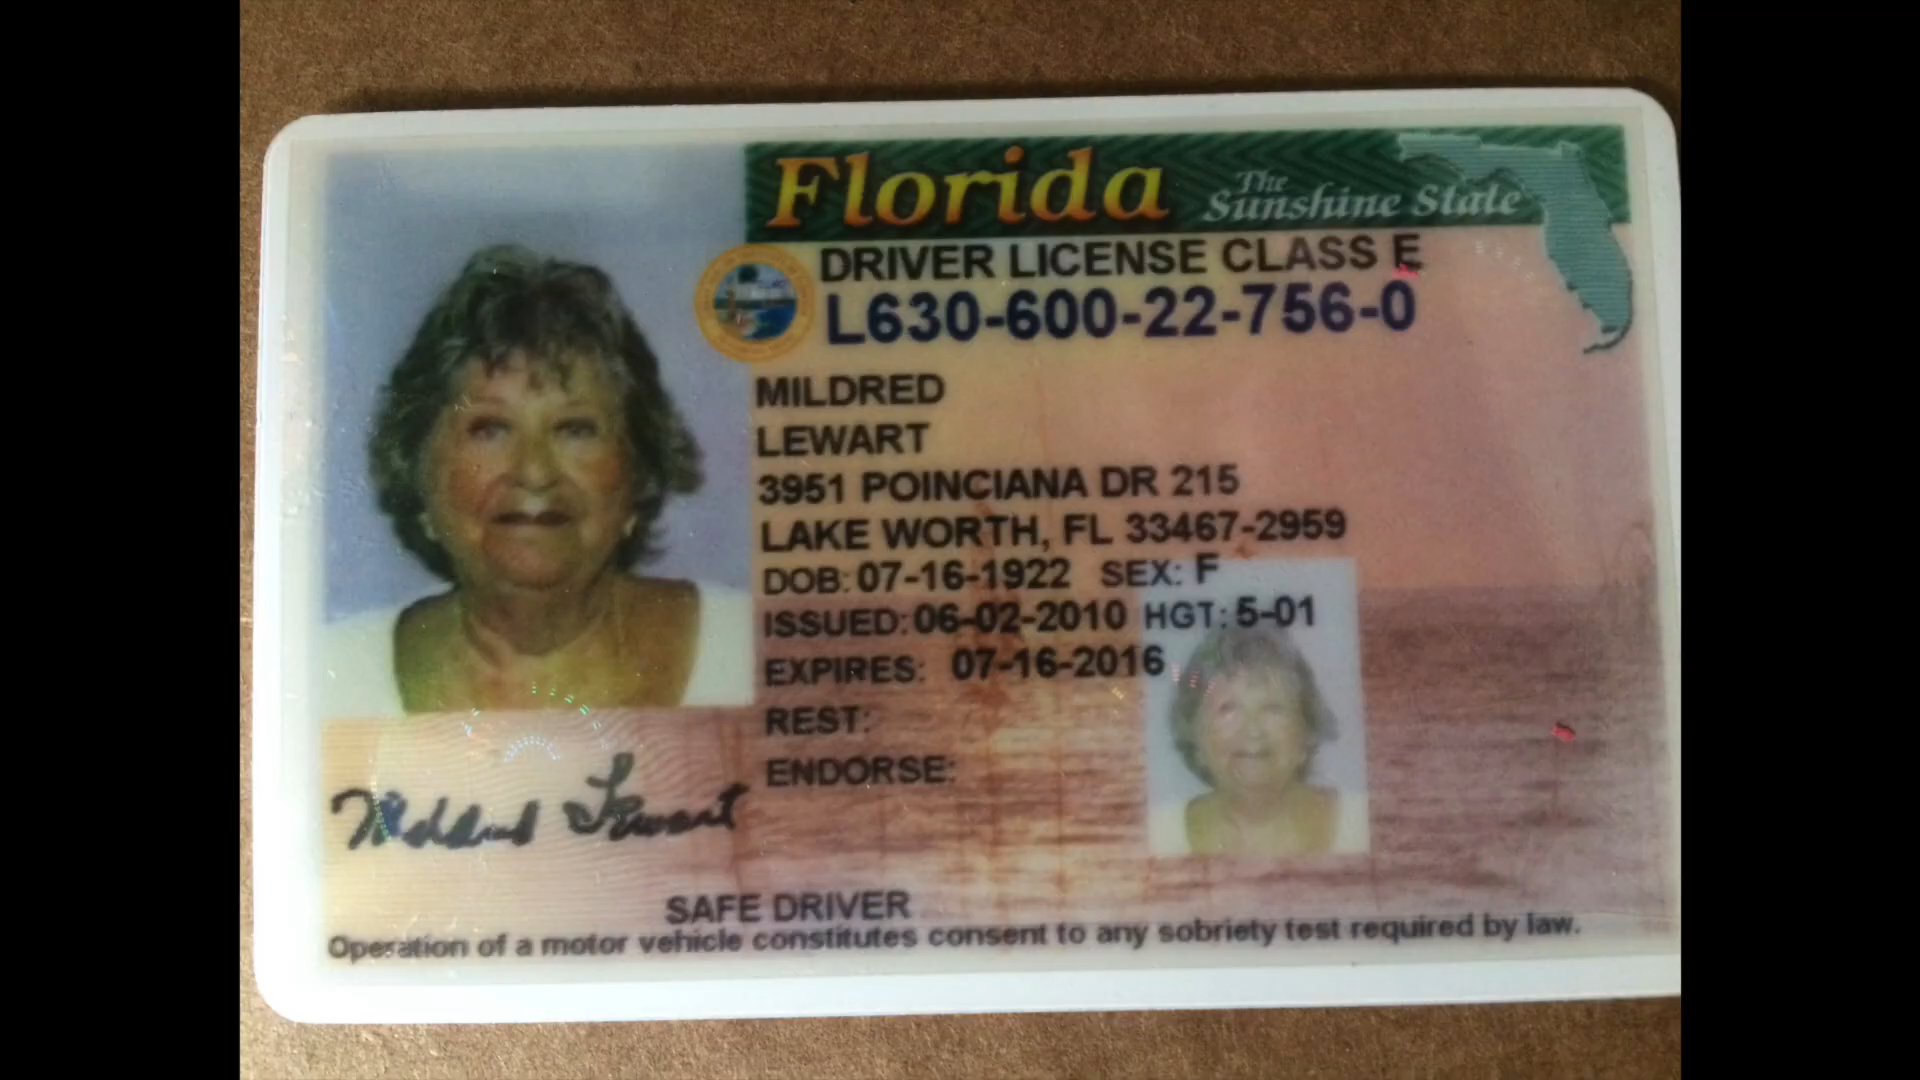 Florida The Sunshine State
DRIVER LICENSE CLASS E
L630-600-22-756-0
MILDRED
LEWART
3951 POINCIANA DR 215
LAKE WORTH, FL 33467-2959
DOB: 07-16-1922 SEX: F
ISSUED: 06-02-2010 HGT: 5-01
EXPIRES: 07-16-2016
REST:
ENDORSE:
Mildred Lewart
SAFE DRIVER
Operation of a motor vehicle constitutes consent to any sobriety test required by law.